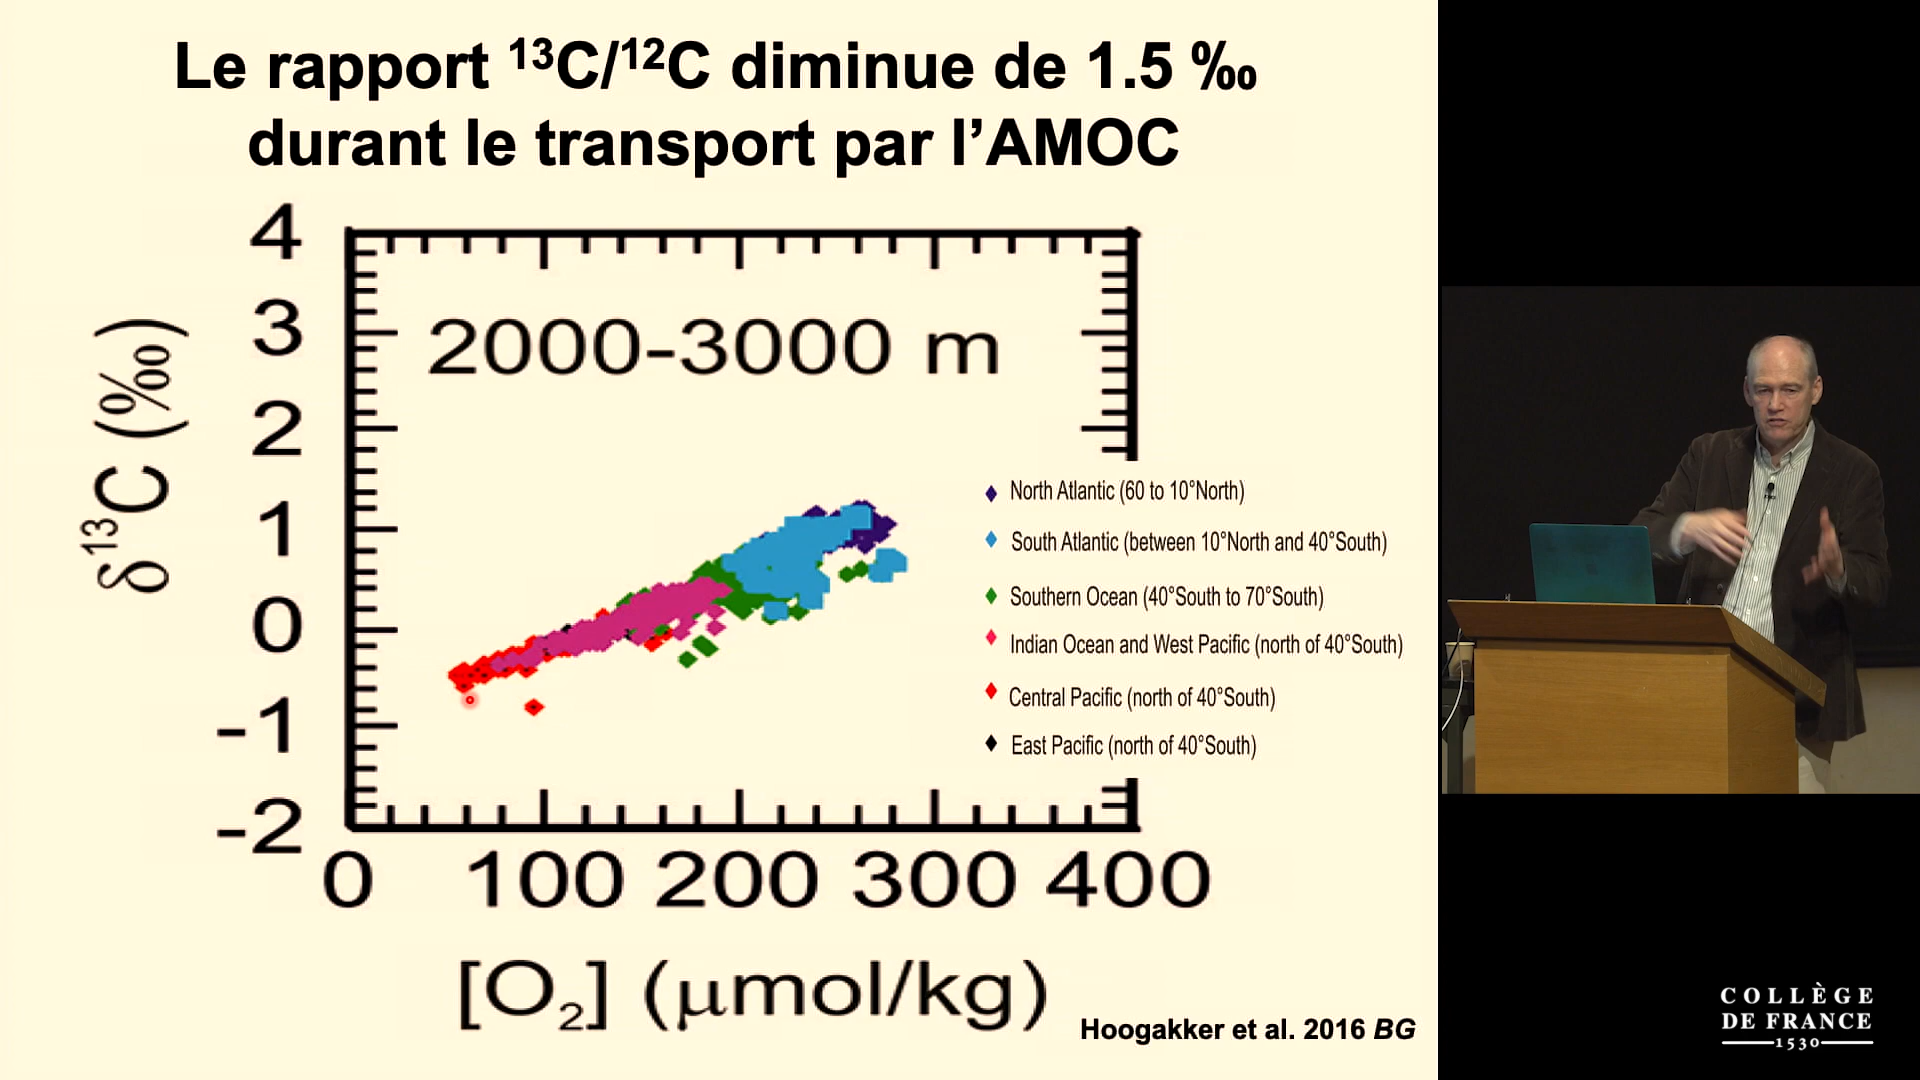 Le rapport ¹³C/¹²C diminue de 1.5 ‰
durant le transport par l’AMOC
4
3
2
1
0
-1
-2
δ¹³C (‰)
2000-3000 m
North Atlantic (60 to 10°North)
South Atlantic (between 10°North and 40°South)
Southern Ocean (40°South to 70°South)
Indian Ocean and West Pacific (north of 40°South)
Central Pacific (north of 40°South)
East Pacific (north of 40°South)
0 100 200 300 400
[O₂] (μmol/kg)
Hoogakker et al. 2016 BG
COLLÈGE
DE FRANCE
1530